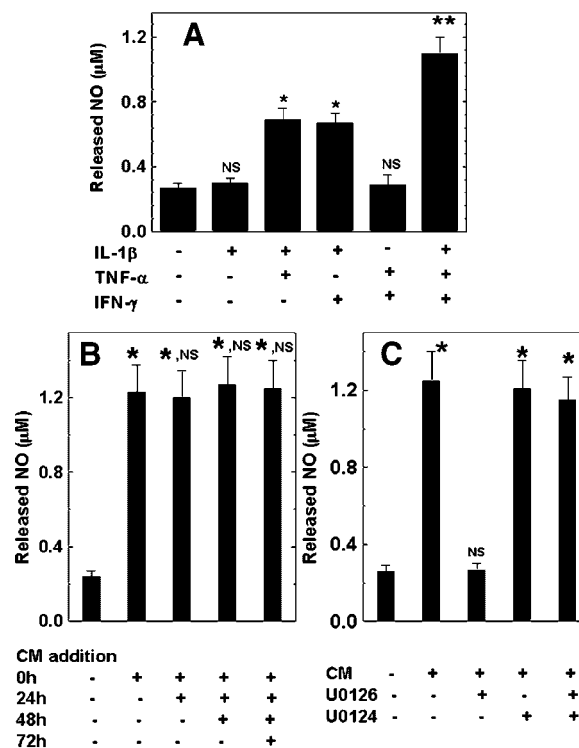 A
Released NO (µM)
1.2
0.8
0.4
0.0
NS
*
*
NS
**
IL-1β - + + + - +
TNF-α - - + - + +
IFN-γ - - - + + +
B
Released NO (µM)
1.2
0.8
0.4
0.0
*
*,NS
*,NS
*,NS
CM addition
0h - + + + +
24h - - + + +
48h - - - + +
72h - - - - +
C
Released NO (µM)
1.2
0.8
0.4
0.0
*
NS
*
*
CM - + + + +
U0126 - - + - +
U0124 - - - + +